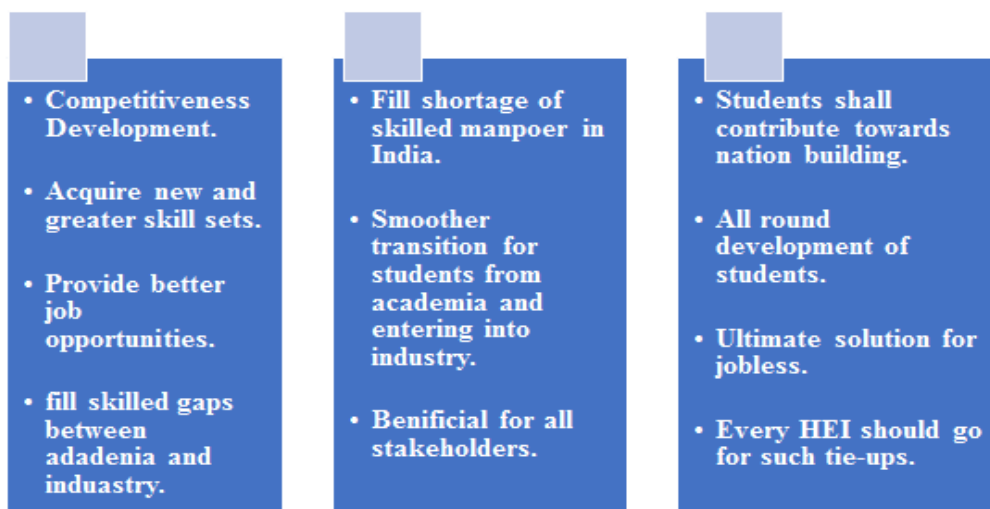 • Competitiveness
Development.
• Acquire new and
greater skill sets.
• Provide better
job
opportunities.
• fill skilled gaps
between
adadenia and
induastry.
• Fill shortage of
skilled manpoer in
India.
• Smoother
transition for
students from
academia and
entering into
industry.
• Benificial for all
stakeholders.
• Students shall
contribute towards
nation building.
• All round
development of
students.
• Ultimate solution for
jobless.
• Every HEI should go
for such tie-ups.